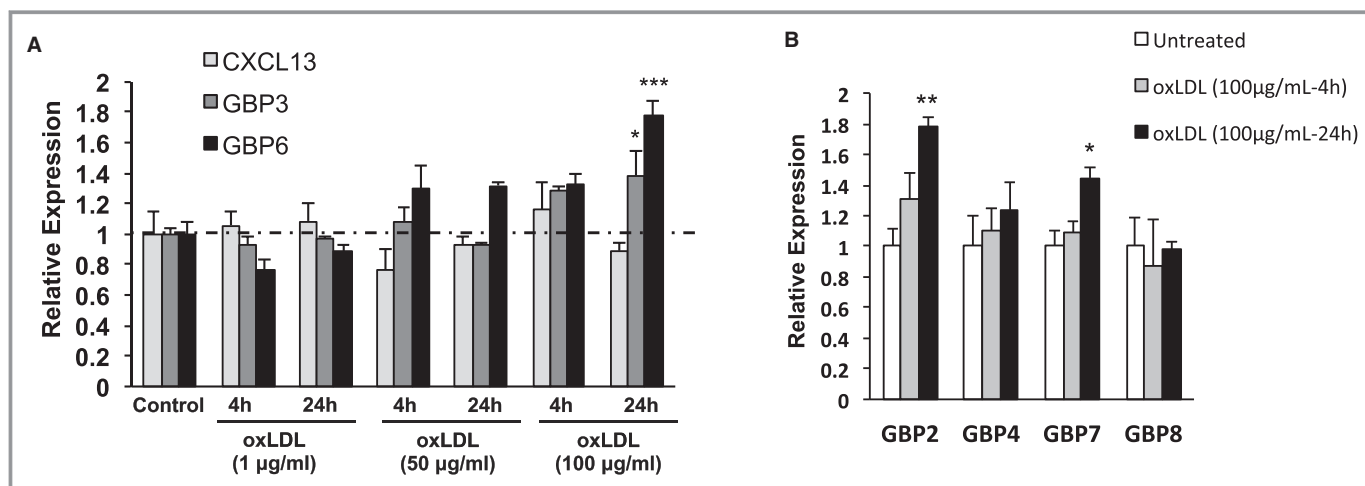 A
CXCL13
GBP3
GBP6
Relative Expression
2
1.8
1.6
1.4
1.2
1
0.8
0.6
0.4
0.2
0
***
*
Control 4h 24h 4h 24h 4h 24h
oxLDL (1 µg/ml)
oxLDL (50 µg/ml)
oxLDL (100 µg/ml)
B
Untreated
oxLDL (100µg/mL-4h)
oxLDL (100µg/mL-24h)
Relative Expression
2
1.8
1.6
1.4
1.2
1
0.8
0.6
0.4
0.2
0
**
*
GBP2 GBP4 GBP7 GBP8